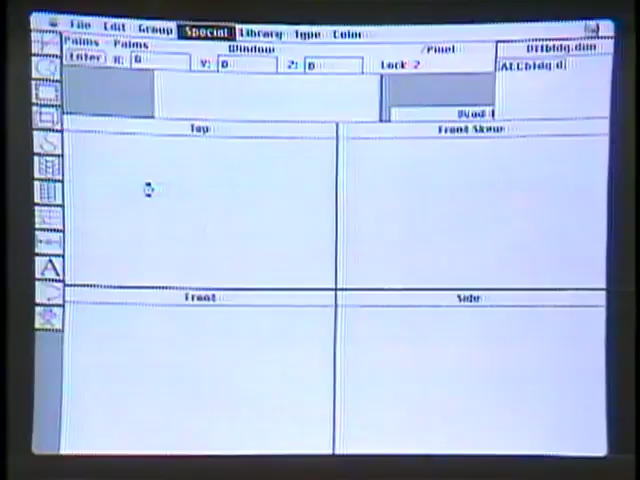 File Edit Group Special Library Type Color
Palms - Palms
Window
/Pixel
Enter X: 0 Y: 0 Z: 0 Lock Z
Top
Front Skew
Front
Side
A